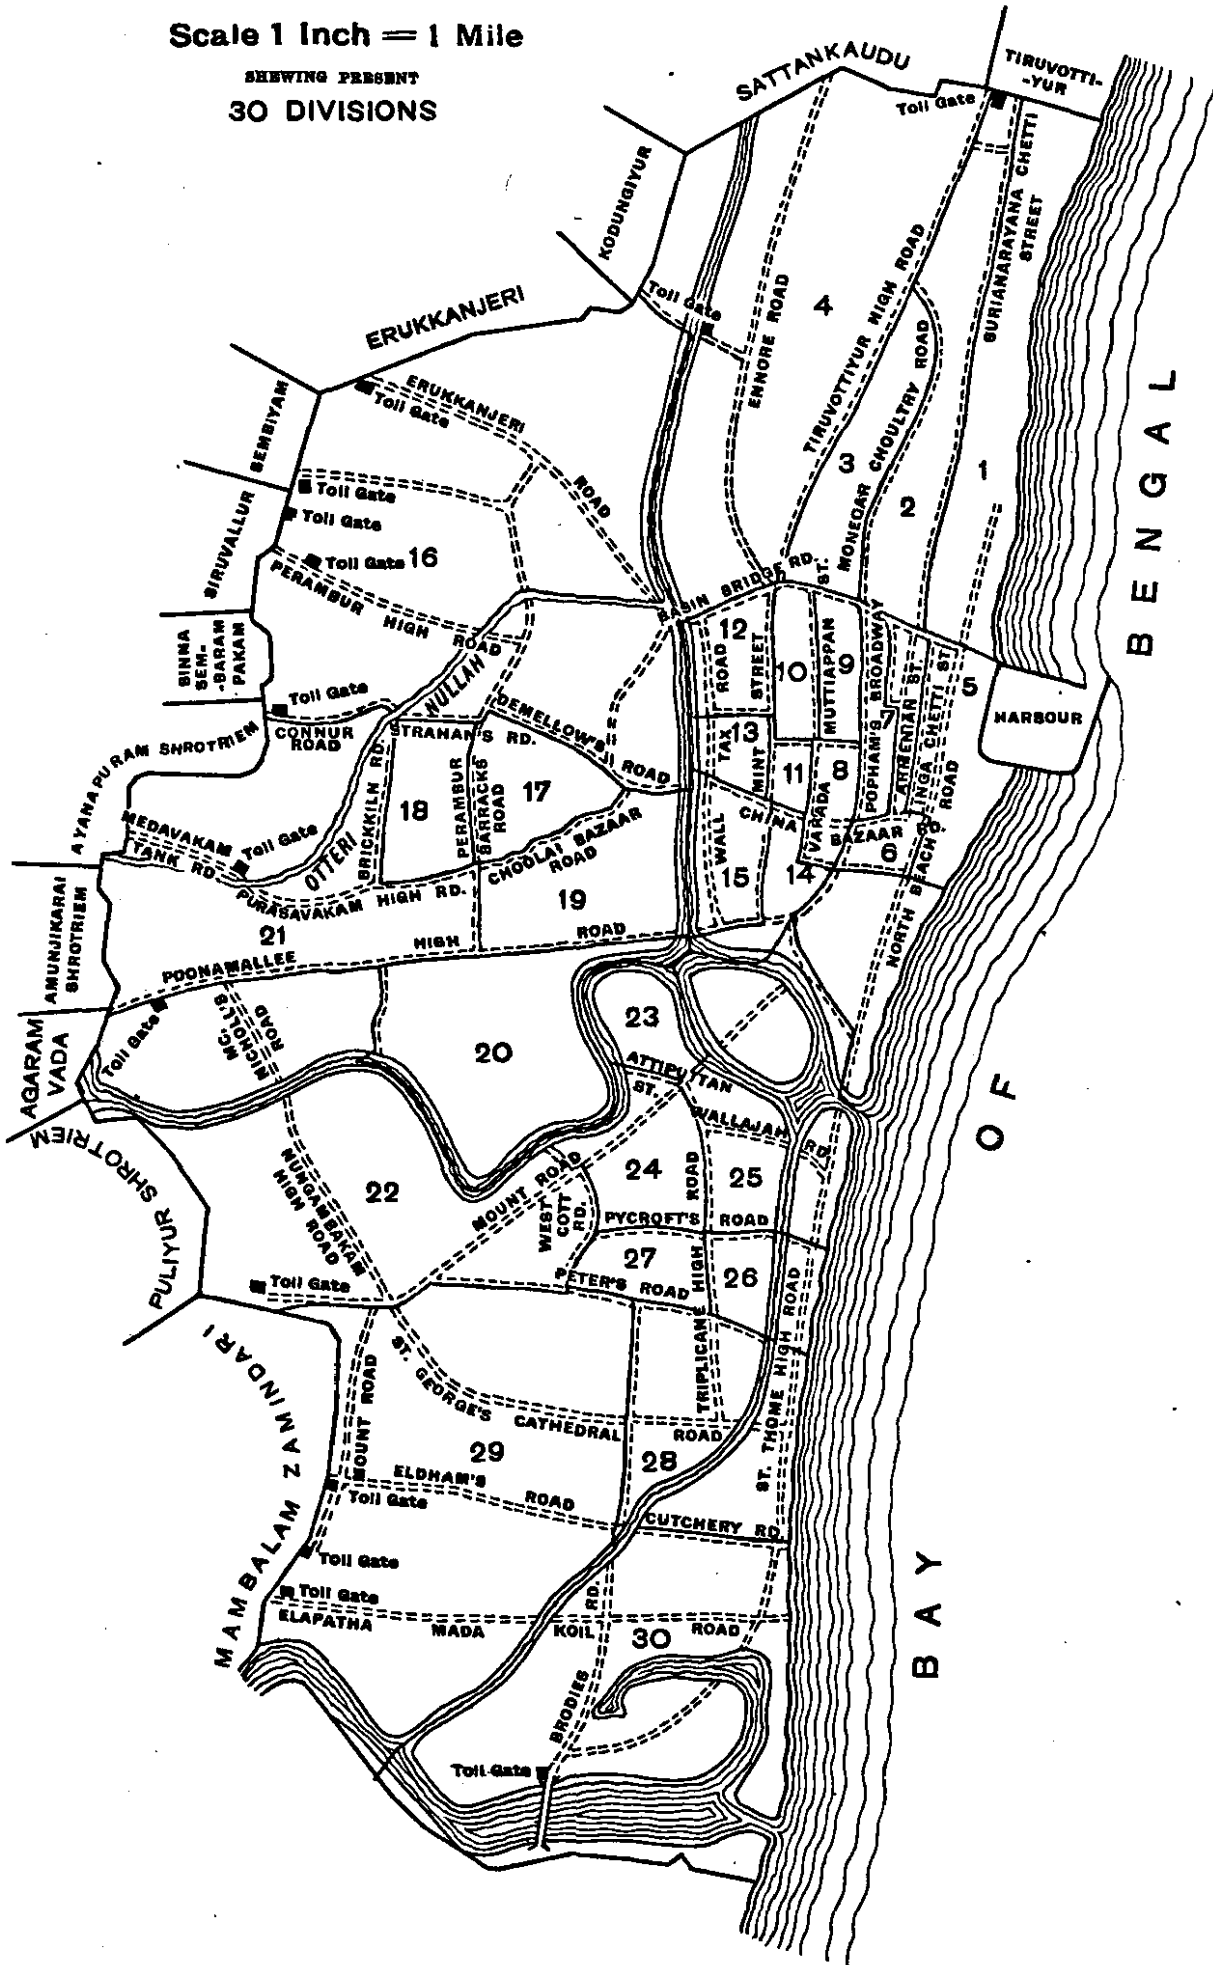 Scale 1 Inch = 1 Mile
SHEWING PRESENT
30 DIVISIONS
SATTANKAUDU
TIRUVOTTI-
-YUR
Toll Gate
KODUNGIYUR
SURIANARAYANA CHETTI
STREET
Toll Gate
ENNORE ROAD
4
TIRUVOTTIYUR HIGH ROAD
ERUKKANJERI
MONEGAR CHOULTRY ROAD
BENGAL
ERUKKANJERI
ROAD
Toll Gate
SEMBIYAM
3
1
2
Toll Gate
Toll Gate
SIRUVALLUR
Toll Gate
16
PERAMBUR HIGH ROAD
BASIN BRIDGE RD.
ST.
SINNA
SEM-
-BARAM
PAKAM
12
ROAD
STREET
10
MUTTIAPPAN
9
POPHAM'S BROADWAY
7
ARMENIAN ST.
LINGA CHETTI ST.
5
HARBOUR
Toll Gate
CONNUR
ROAD
NULLAH
STRAHAN'S RD.
DEMELLOW'S
ROAD
TAX
13
MINT
11
8
AYANAPURAM SHROTRIEM
BRICKKILN RD.
18
PERAMBUR
BARRACKS
ROAD
17
CHINA
BAZAAR RD.
VARADA
6
MEDAVAKAM
TANK RD.
Toll Gate
OTTERI
CHOOLAI BAZAAR
ROAD
WALL
15
14
NORTH BEACH ROAD
PURASAVAKAM HIGH RD.
19
21
AMUNJIKARAI
SHROTRIEM
POONAMALLEE
HIGH
ROAD
Toll Gate
MC.
NICHOLL'S
ROAD
AGARAM
VADA
20
23
OF
ATTIPUTTAN
ST.
WALLAJAH RD.
PULIYUR SHROTRIEM
NUNGAMBAKAM
HIGH ROAD
22
MOUNT ROAD
24
25
WEST
COTT
RD.
PYCROFT'S ROAD
27
26
PETER'S ROAD
TRIPLICANE HIGH
ROAD
Toll Gate
ST. THOME HIGH ROAD
MOUNT ROAD
ST. GEORGE'S CATHEDRAL ROAD
29
28
ELDHAM'S
ROAD
Toll Gate
CUTCHERY RD.
MAMBALAM ZAMINDARI
Toll Gate
Toll Gate
ELAPATHA MADA KOIL ROAD
30
BRODIES
RD.
BAY
Toll Gate